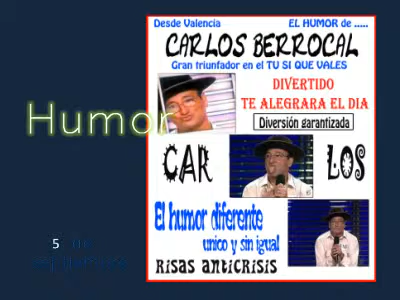 Desde Valencia EL HUMOR de .....
CARLOS BERROCAL
Gran triunfador en el TU SI QUE VALES
DIVERTIDO
TE ALEGRARA EL DIA
Diversión garantizada
Humor
CAR LOS
El humor diferente
unico y sin igual
RISAS ANTICRISIS
5 de